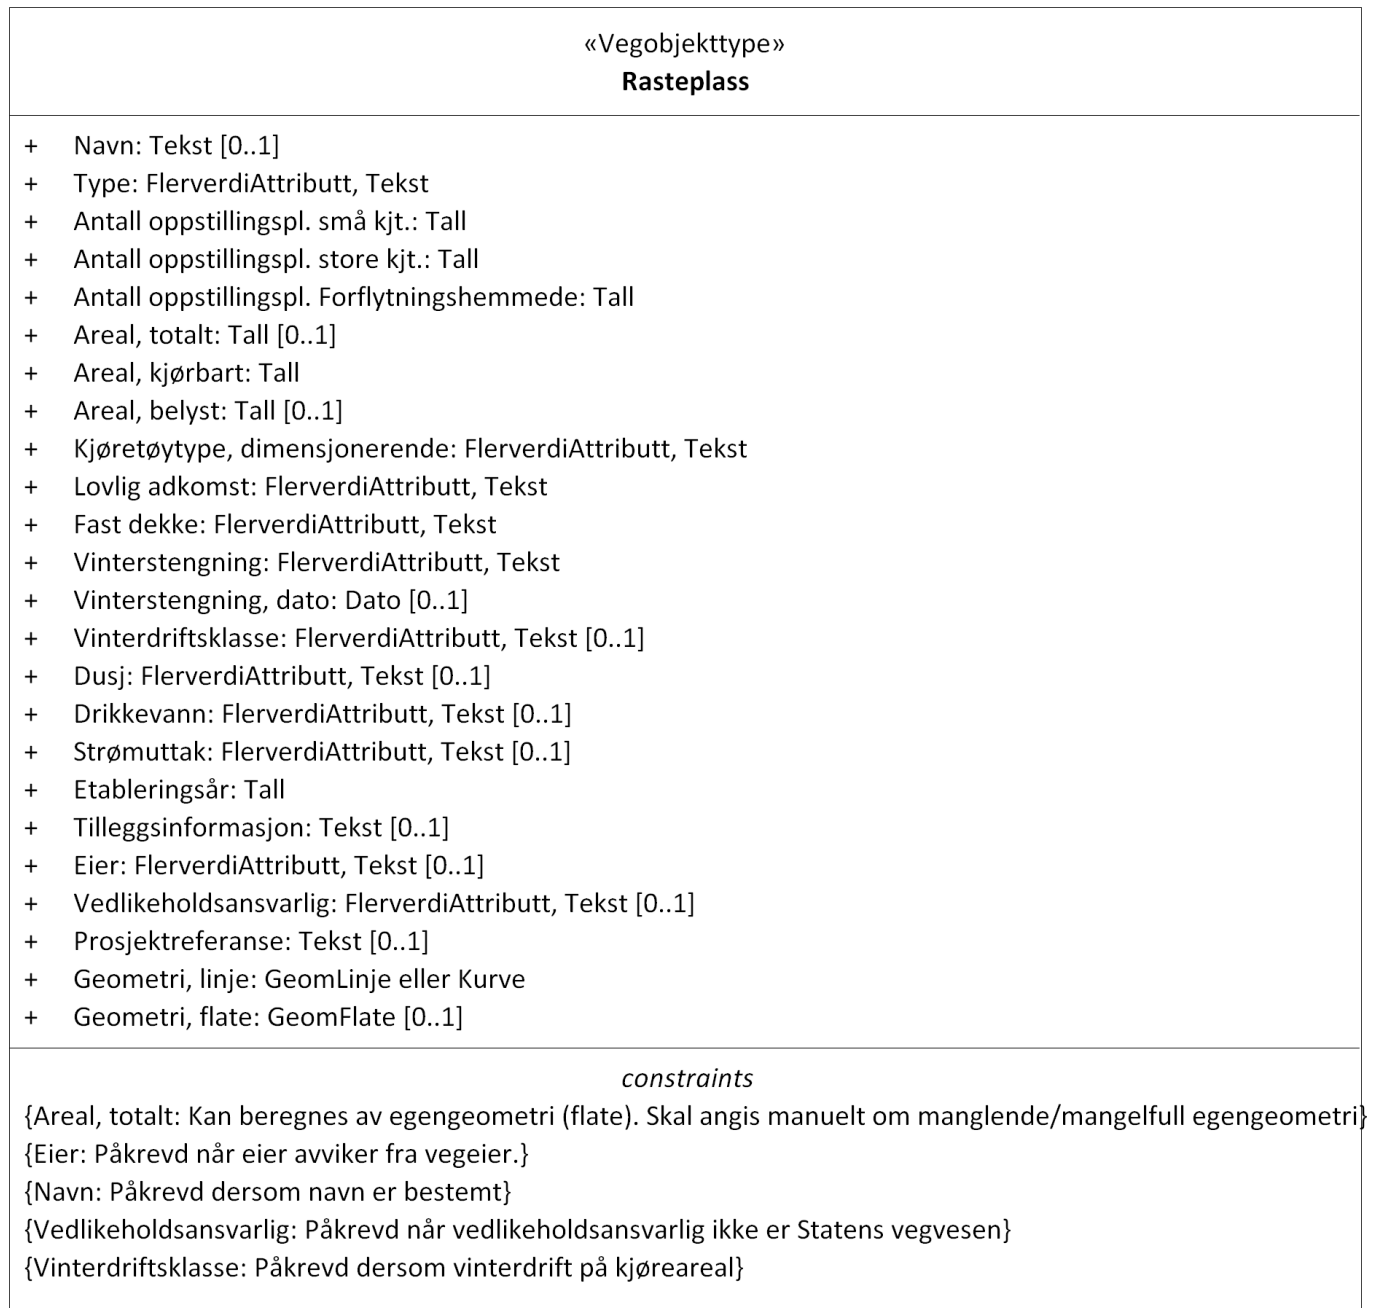 «Vegobjekttype»
Rasteplass
+ Navn: Tekst [0..1]
+ Type: FlerverdiAttributt, Tekst
+ Antall oppstillingspl. små kjt.: Tall
+ Antall oppstillingspl. store kjt.: Tall
+ Antall oppstillingspl. Forflytningshemmede: Tall
+ Areal, totalt: Tall [0..1]
+ Areal, kjørbart: Tall
+ Areal, belyst: Tall [0..1]
+ Kjøretøytype, dimensjonerende: FlerverdiAttributt, Tekst
+ Lovlig adkomst: FlerverdiAttributt, Tekst
+ Fast dekke: FlerverdiAttributt, Tekst
+ Vinterstengning: FlerverdiAttributt, Tekst
+ Vinterstengning, dato: Dato [0..1]
+ Vinterdriftsklasse: FlerverdiAttributt, Tekst [0..1]
+ Dusj: FlerverdiAttributt, Tekst [0..1]
+ Drikkevann: FlerverdiAttributt, Tekst [0..1]
+ Strømuttak: FlerverdiAttributt, Tekst [0..1]
+ Etableringsår: Tall
+ Tilleggsinformasjon: Tekst [0..1]
+ Eier: FlerverdiAttributt, Tekst [0..1]
+ Vedlikeholdsansvarlig: FlerverdiAttributt, Tekst [0..1]
+ Prosjektreferanse: Tekst [0..1]
+ Geometri, linje: GeomLinje eller Kurve
+ Geometri, flate: GeomFlate [0..1]
constraints
{Areal, totalt: Kan beregnes av egengeometri (flate). Skal angis manuelt om manglende/mangelfull egengeometri}
{Eier: Påkrevd når eier avviker fra vegeier.}
{Navn: Påkrevd dersom navn er bestemt}
{Vedlikeholdsansvarlig: Påkrevd når vedlikeholdsansvarlig ikke er Statens vegvesen}
{Vinterdriftsklasse: Påkrevd dersom vinterdrift på kjøreareal}